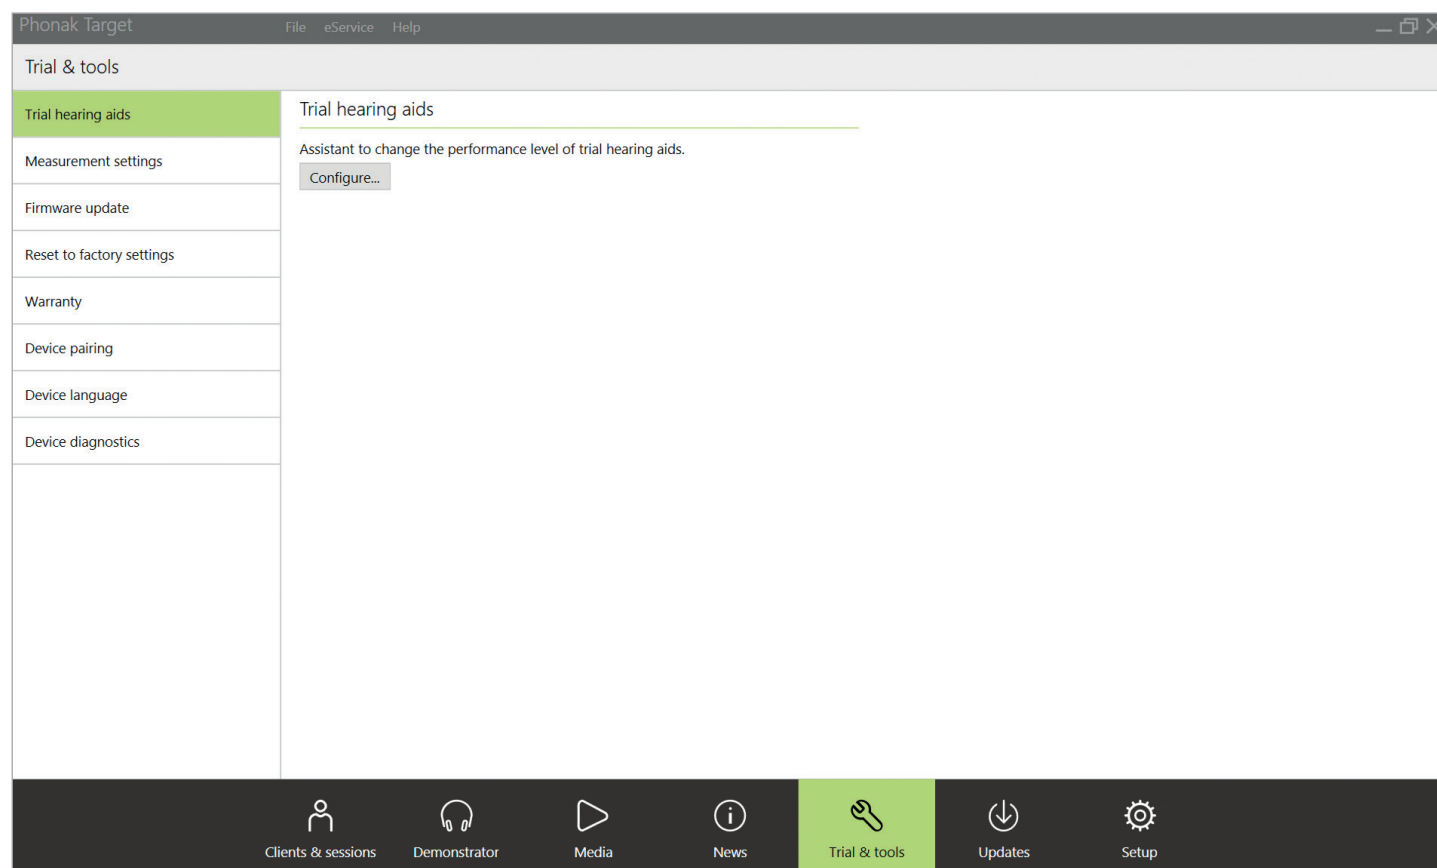 Phonak Target
File eService Help
Trial & tools
Trial hearing aids
Measurement settings
Firmware update
Reset to factory settings
Warranty
Device pairing
Device language
Device diagnostics
Trial hearing aids
Assistant to change the performance level of trial hearing aids.
Configure...
Clients & sessions
Demonstrator
Media
News
Trial & tools
Updates
Setup